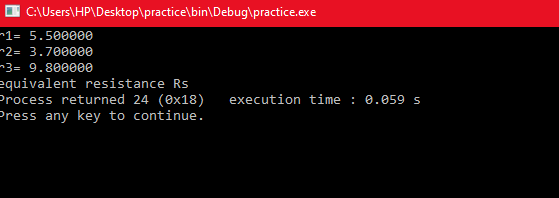 C:\Users\HP\Desktop\practice\bin\Debug\practice.exe
r1= 5.500000
r2= 3.700000
r3= 9.800000
equivalent resistance Rs
Process returned 24 (0x18)   execution time : 0.059 s
Press any key to continue.